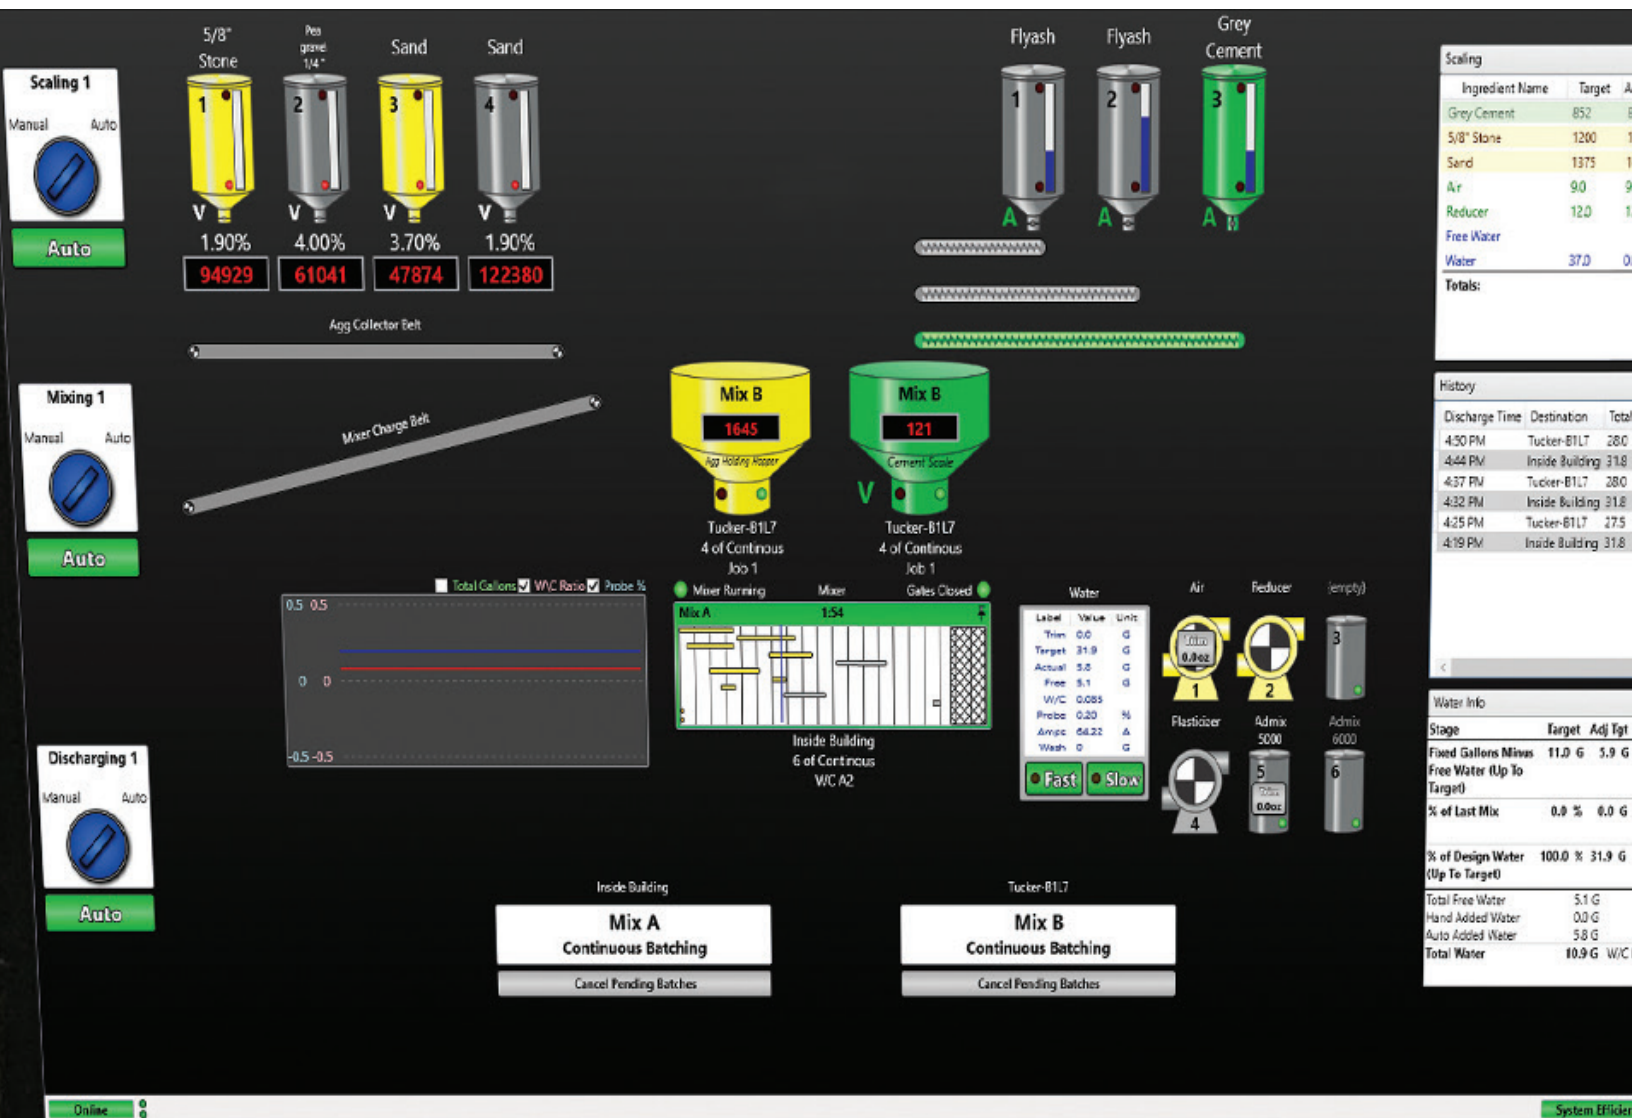 5/8"
Stone
Pea
gravel
1/4"
Sand
Sand
Flyash
Flyash
Grey
Cement
Scaling 1
Manual Auto
Auto
1 2 3 4
V V V V
1.90% 4.00% 3.70% 1.90%
94929 61041 47874 122380
1 2 3
A A A
Agg Collector Belt
Mixer Charge Belt
Mixing 1
Manual Auto
Auto
Mix B
1645
Agg Holding Hopper
Tucker-B1L7
4 of Continous
Job 1
Mix B
121
Cement Scale
V
Tucker-B1L7
4 of Continous
Job 1
Total Gallons W\C Ratio Probe %
0.5 0.5
0 0
-0.5 -0.5
Mixer Running Mixer Gates Closed
Mix A 1:54
Inside Building
6 of Continous
W/C A2
Water
Label Value Unit
Trim 0.0 G
Target 31.9 G
Actual 5.8 G
Free 5.1 G
W/C 0.085
Probe 0.20 %
Amps 64.22 A
Wash 0 G
Fast Slow
Air Reducer (empty)
Trim
0.0oz
1 2 3
Plasticizer Admix 5000 Admix 6000
4 5 6
Trim
0.0oz
Discharging 1
Manual Auto
Auto
Inside Building
Mix A
Continuous Batching
Cancel Pending Batches
Tucker-B1L7
Mix B
Continuous Batching
Cancel Pending Batches
Scaling
Ingredient Name Target
Grey Cement 852
5/8" Stone 1200
Sand 1375
Air 9.0
Reducer 12.0
Free Water
Water 37.0
Totals:
History
Discharge Time Destination Total
4:50 PM Tucker-B1L7 28.0
4:44 PM Inside Building 31.8
4:37 PM Tucker-B1L7 28.0
4:32 PM Inside Building 31.8
4:25 PM Tucker-B1L7 27.5
4:19 PM Inside Building 31.8
Water Info
Stage Target Adj Tgt
Fixed Gallons Minus 11.0 G 5.9 G
Free Water (Up To
Target)
% of Last Mix 0.0 % 0.0 G
% of Design Water 100.0 % 31.9 G
(Up To Target)
Total Free Water 5.1 G
Hand Added Water 0.0 G
Auto Added Water 5.8 G
Total Water 10.9 G W/C
Online
System Efficien